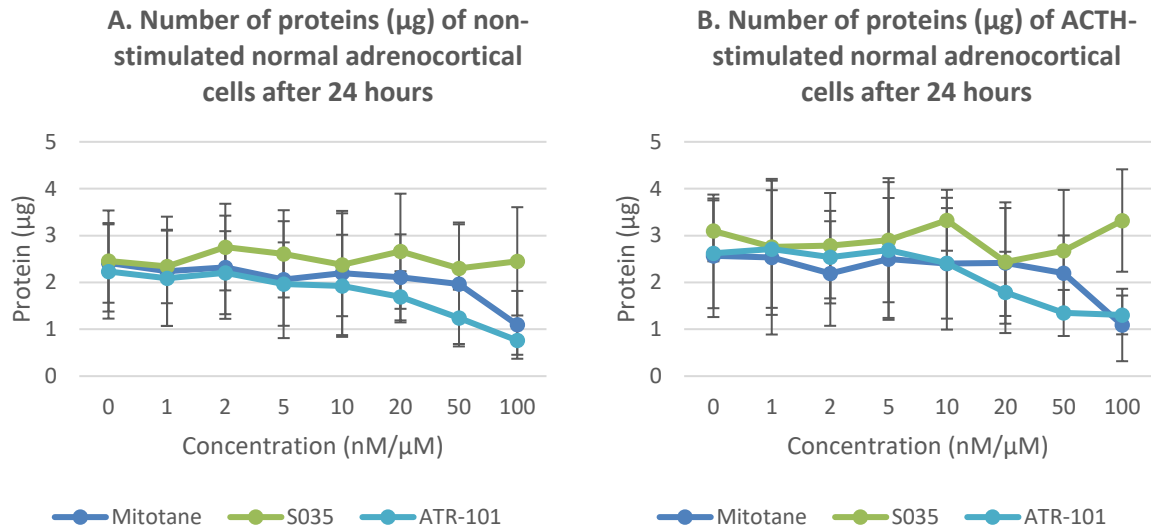 A. Number of proteins (µg) of non-
stimulated normal adrenocortical
cells after 24 hours
5
4
3
2
1
0
Protein (µg)
0 1 2 5 10 20 50 100
Concentration (nM/µM)
Mitotane S035 ATR-101
B. Number of proteins (µg) of ACTH-
stimulated normal adrenocortical
cells after 24 hours
5
4
3
2
1
0
Protein (µg)
0 1 2 5 10 20 50 100
Concentration (nM/µM)
Mitotane S035 ATR-101